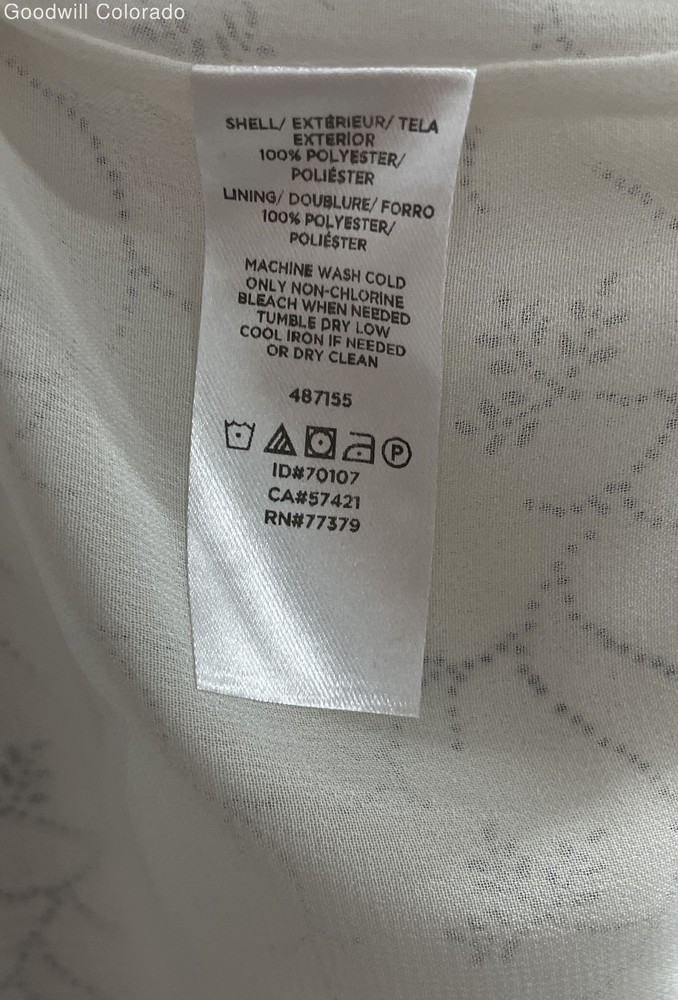 Goodwill Colorado
SHELL/ EXTÉRIEUR/ TELA
EXTERIOR
100% POLYESTER/
POLIÉSTER
LINING/ DOUBLURE/ FORRO
100% POLYESTER/
POLIÉSTER
MACHINE WASH COLD
ONLY NON-CHLORINE
BLEACH WHEN NEEDED
TUMBLE DRY LOW
COOL IRON IF NEEDED
OR DRY CLEAN
487155
P
ID#70107
CA#57421
RN#77379